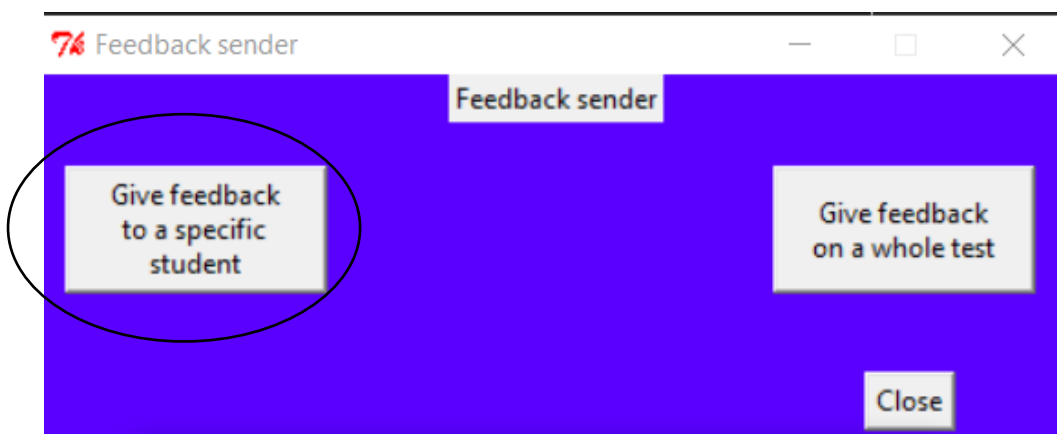 Feedback sender
Feedback sender
Give feedback
to a specific
student
Give feedback
on a whole test
Close